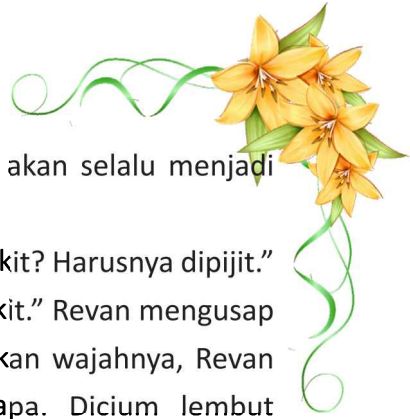 akan selalu menjadi
kit? Harusnya dipijit.”
kit.” Revan mengusap
kan wajahnya, Revan
apa. Dicium lembut